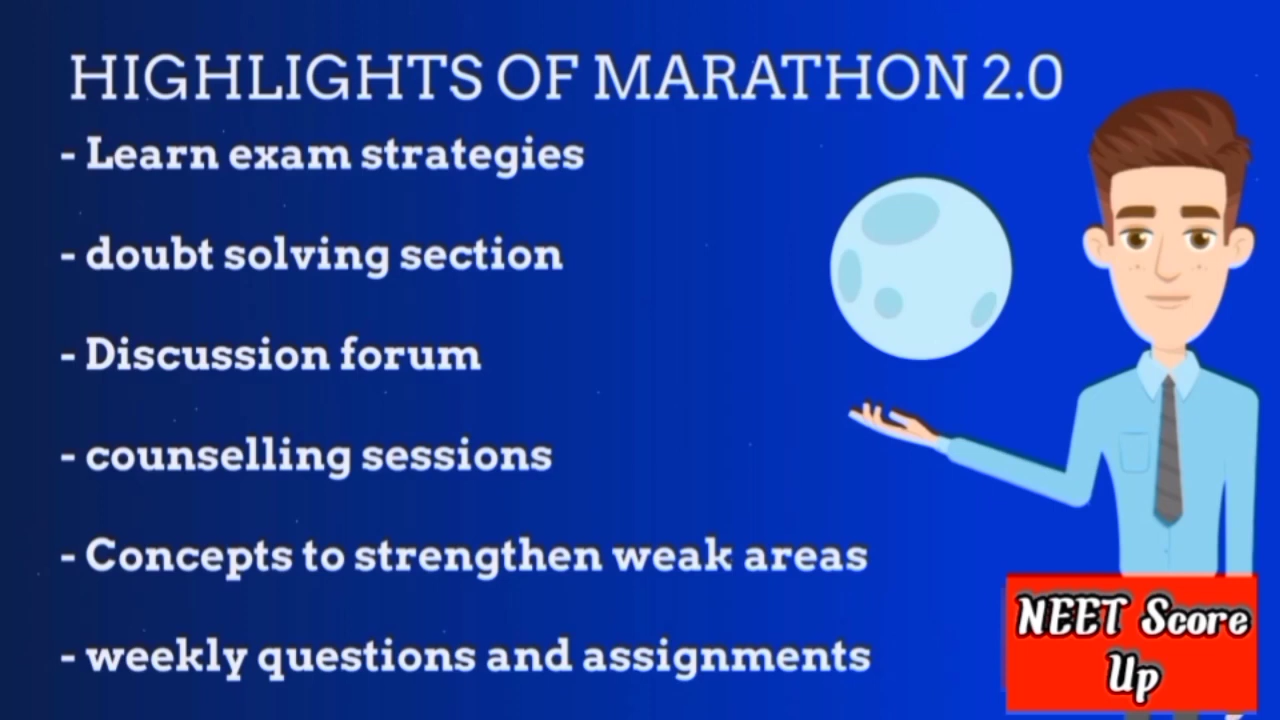 HIGHLIGHTS OF MARATHON 2.0
- Learn exam strategies
- doubt solving section
- Discussion forum
- counselling sessions
- Concepts to strengthen weak areas
- weekly questions and assignments
NEET Score
Up